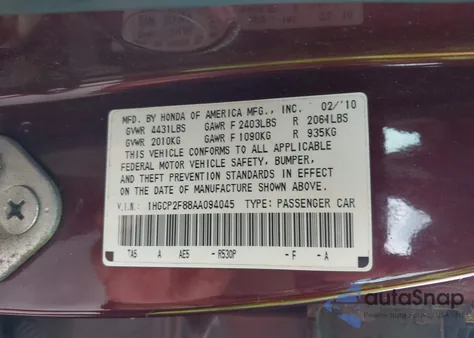 MFD. BY HONDA OF AMERICA MFG., INC. 02/'10
GVWR 4431LBS GAWR F 2403LBS R 2064LBS
GVWR 2010KG GAWR F 1090KG R 935KG
THIS VEHICLE CONFORMS TO ALL APPLICABLE
FEDERAL MOTOR VEHICLE SAFETY, BUMPER,
AND THEFT PREVENTION STANDARDS IN EFFECT
ON THE DATE OF MANUFACTURE SHOWN ABOVE.
V.I.N.: 1HGCP2F88AA094045 TYPE: PASSENGER CAR
TA5 A AE5 - R530P - F - A
autoSnap